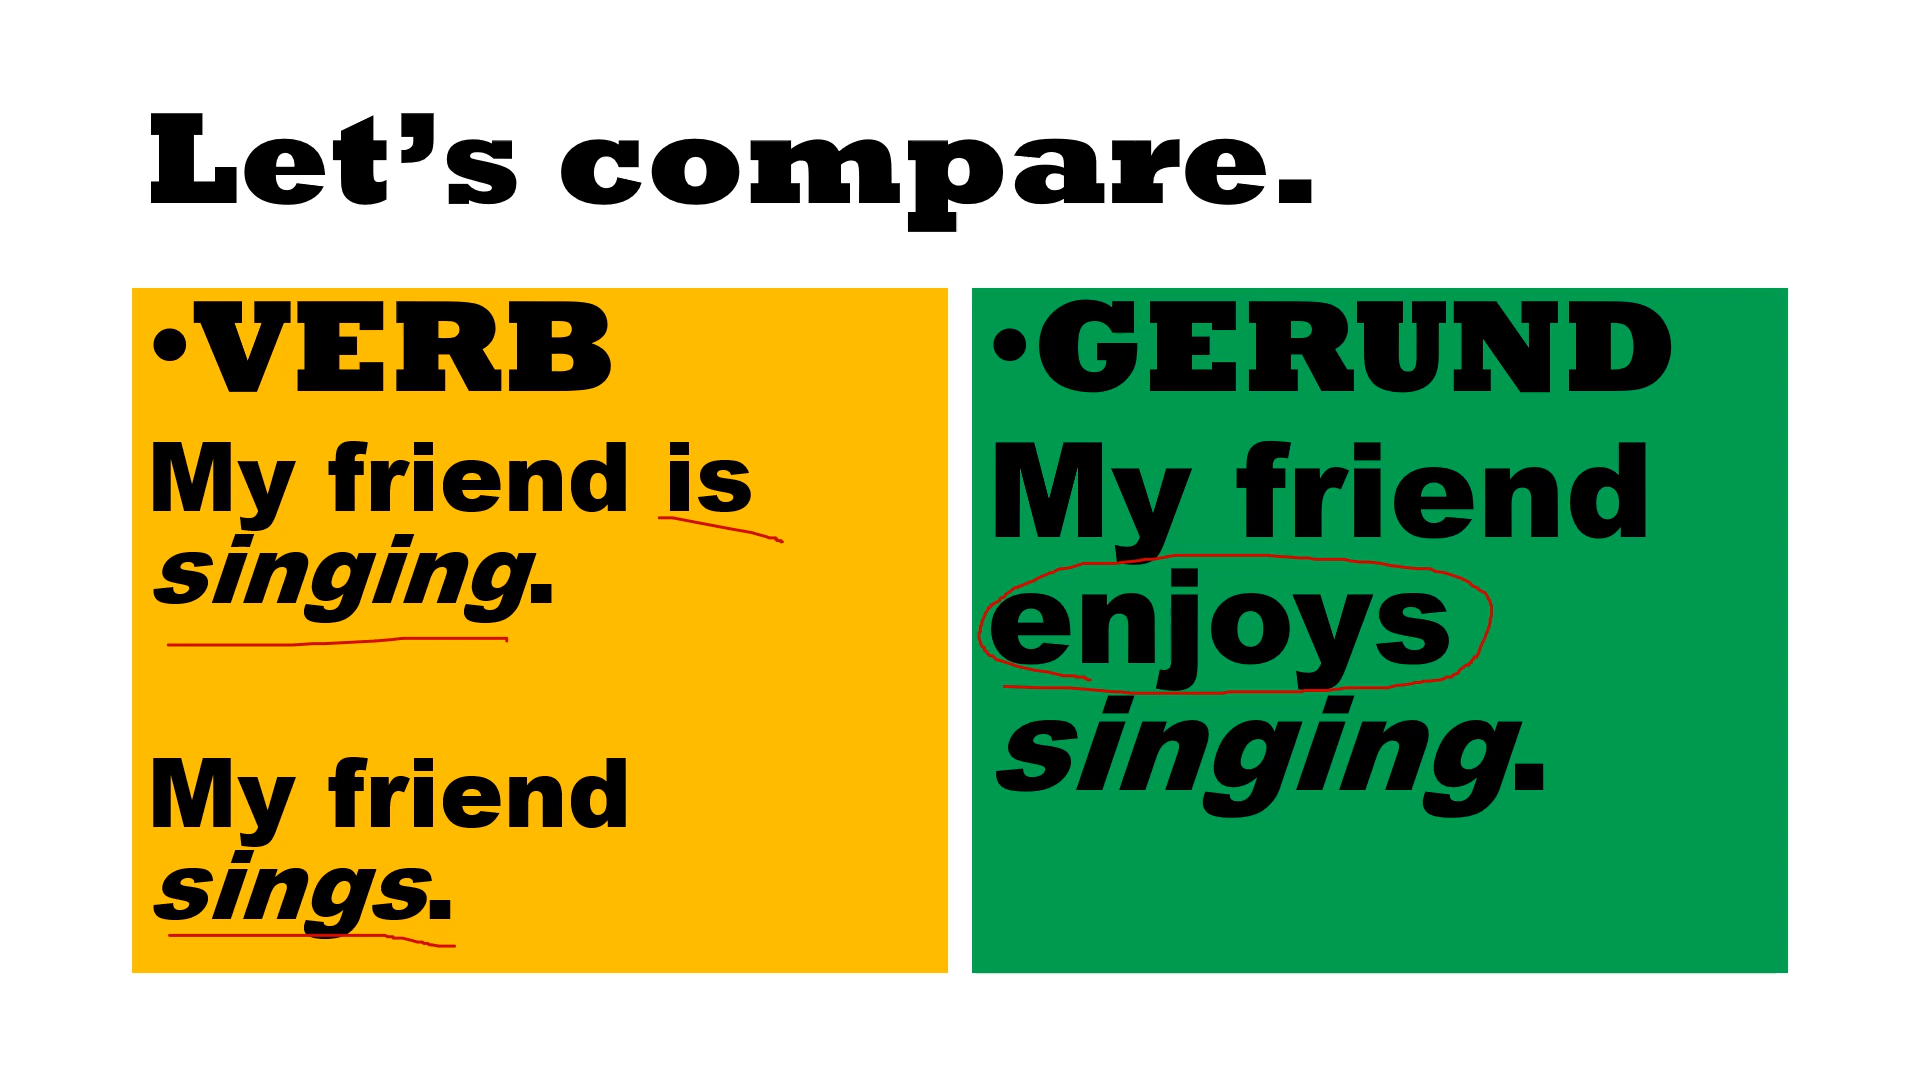 Let’s compare.
•VERB
My friend is
singing.
My friend
sings.
•GERUND
My friend
enjoys
singing.